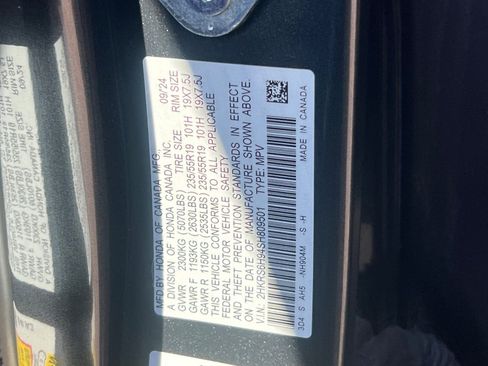 MFD. BY HONDA OF CANADA MFG. 09/24
A DIVISION OF HONDA CANADA INC.
TIRE SIZE RIM SIZE
GVWR 2300KG (5070LBS)
GAWR F 1193KG (2630LBS) 235/55R19 101H 19X7.5J
GAWR R 1150KG (2535LBS) 235/55R19 101H 19X7.5J
THIS VEHICLE CONFORMS TO ALL APPLICABLE
FEDERAL MOTOR VEHICLE SAFETY
AND THEFT PREVENTION STANDARDS IN EFFECT
ON THE DATE OF MANUFACTURE SHOWN ABOVE.
V.I.N. 2HKRS6H94SH809501 TYPE: MPV
3D4 S AH5 -NH904M -S -H
MADE IN CANADA